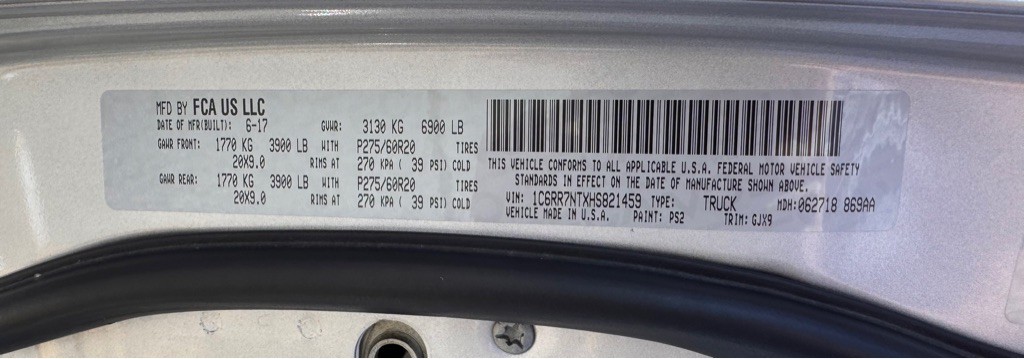 MFD BY FCA US LLC
DATE OF MFR(BUILT): 6-17 GVWR: 3130 KG 6900 LB
GAWR FRONT: 1770 KG 3900 LB WITH P275/60R20 TIRES
20X9.0 RIMS AT 270 KPA ( 39 PSI) COLD
GAWR REAR: 1770 KG 3900 LB WITH P275/60R20 TIRES
20X9.0 RIMS AT 270 KPA ( 39 PSI) COLD
THIS VEHICLE CONFORMS TO ALL APPLICABLE U.S.A. FEDERAL MOTOR VEHICLE SAFETY
STANDARDS IN EFFECT ON THE DATE OF MANUFACTURE SHOWN ABOVE.
VIN: 1C6RR7NTXHS821459 TYPE: TRUCK MDH:062718 869AA
VEHICLE MADE IN U.S.A. PAINT: PS2 TRIM: GJX9